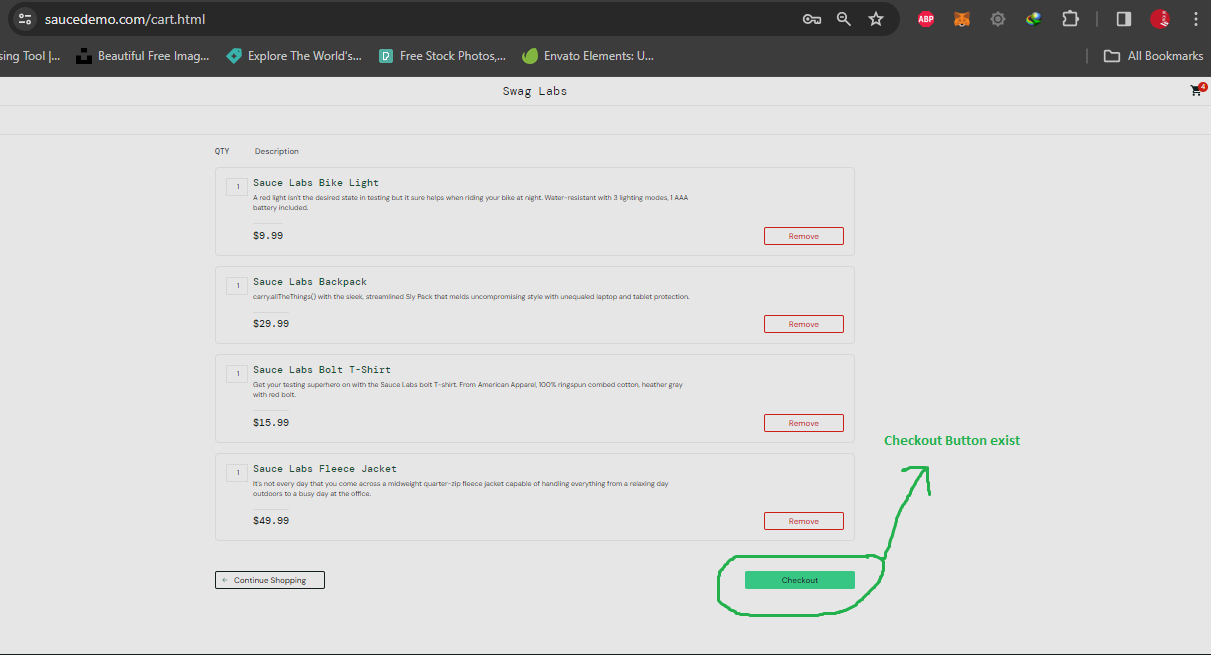 saucedemo.com/cart.html
ABP
sing Tool |...
Beautiful Free Imag...
Explore The World's...
Free Stock Photos,...
Envato Elements: U...
All Bookmarks
Swag Labs
4
QTY
Description
1
Sauce Labs Bike Light
A red light isn't the desired state in testing but it sure helps when riding your bike at night. Water-resistant with 3 lighting modes, 1 AAA
battery included.
$9.99
Remove
1
Sauce Labs Backpack
carry.allTheThings() with the sleek, streamlined Sly Pack that melds uncompromising style with unequaled laptop and tablet protection.
$29.99
Remove
1
Sauce Labs Bolt T-Shirt
Get your testing superhero on with the Sauce Labs bolt T-shirt. From American Apparel, 100% ringspun combed cotton, heather gray
with red bolt.
$15.99
Remove
Checkout Button exist
1
Sauce Labs Fleece Jacket
It's not every day that you come across a midweight quarter-zip fleece jacket capable of handling everything from a relaxing day
outdoors to a busy day at the office.
$49.99
Remove
Continue Shopping
Checkout